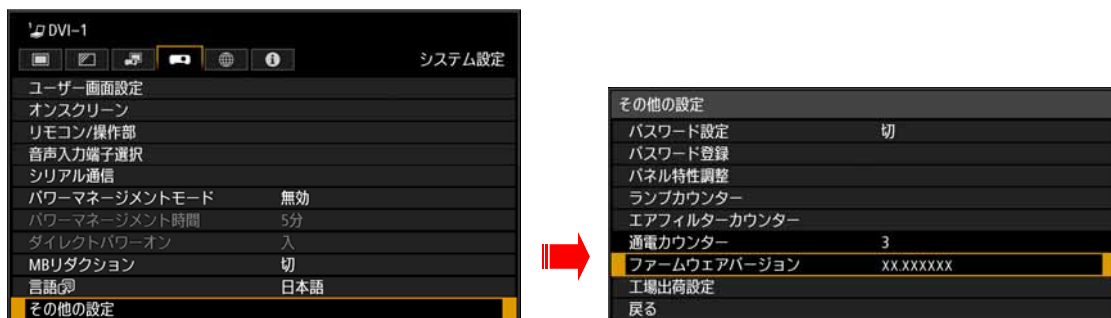 DVI-1
システム設定
ユーザー画面設定
オンスクリーン
リモコン/操作部
音声入力端子選択
シリアル通信
パワーマネージメントモード 無効
パワーマネージメント時間 5分
ダイレクトパワーオン 入
MBリダクション 切
言語 日本語
その他の設定
その他の設定
パスワード設定 切
パスワード登録
パネル特性調整
ランプカウンター
エアフィルターカウンター
通電カウンター 3
ファームウェアバージョン XX.XXXXXX
工場出荷設定
戻る